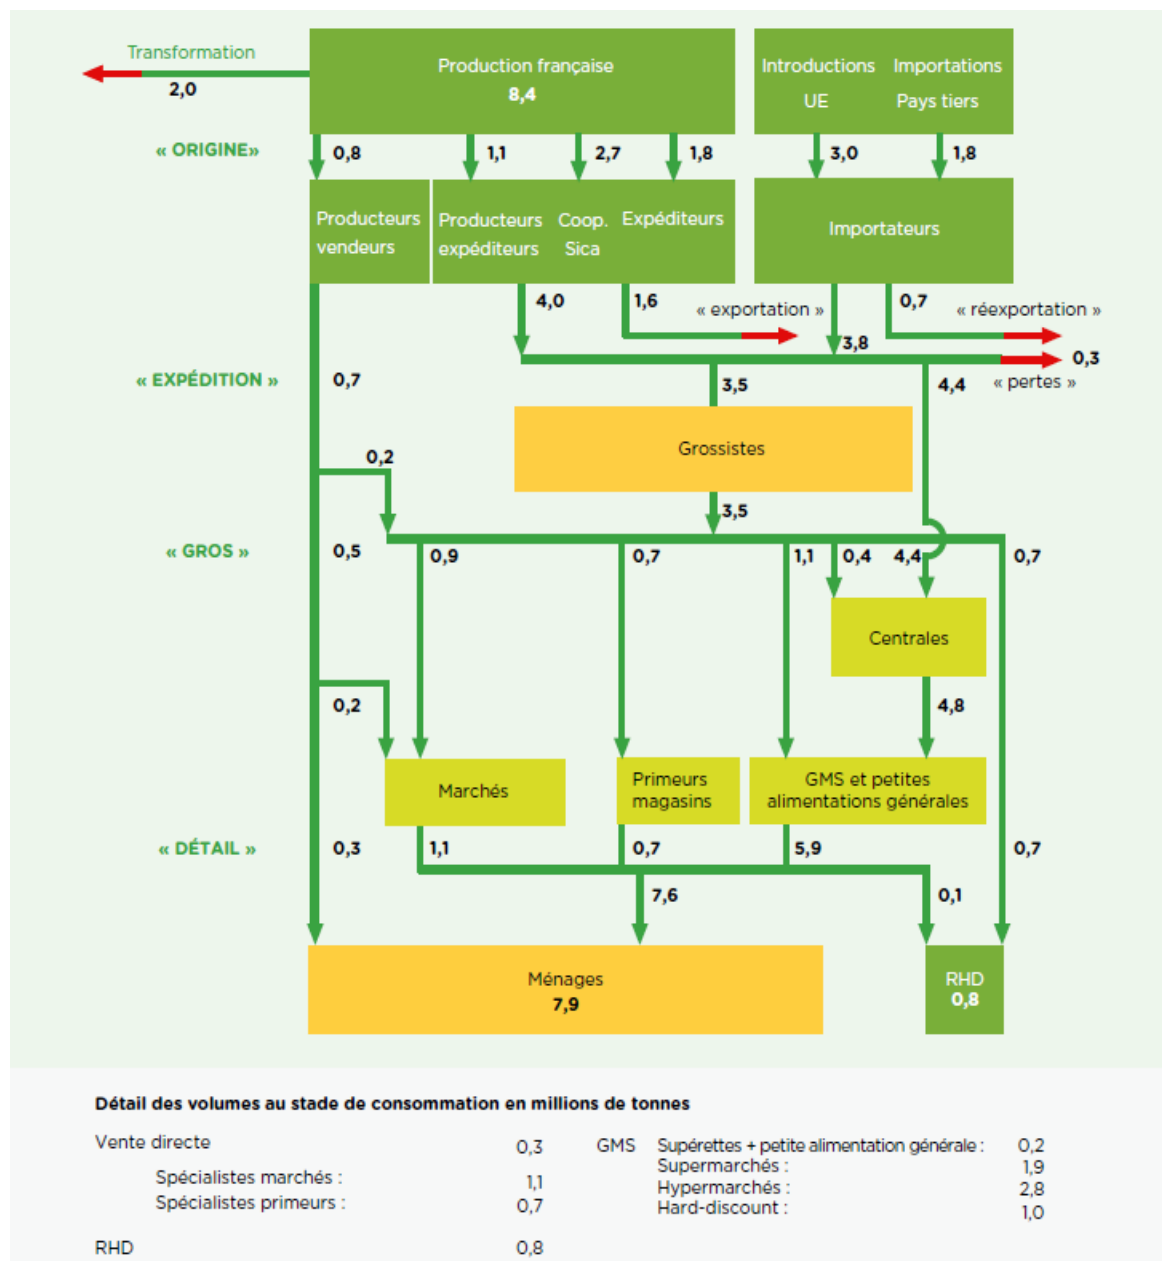 Transformation
2,0
Production française
8,4
Introductions
UE
Importations
Pays tiers
« ORIGINE»
0,8
1,1
2,7
1,8
3,0
1,8
Producteurs
vendeurs
Producteurs
expéditeurs
Coop.
Sica
Expéditeurs
Importateurs
4,0
1,6
« exportation »
0,7
« réexportation »
3,8
0,3
« EXPÉDITION »
0,7
3,5
4,4
« pertes »
Grossistes
0,2
3,5
« GROS »
0,5
0,9
0,7
1,1
0,4
4,4
0,7
Centrales
0,2
4,8
Marchés
Primeurs
magasins
GMS et petites
alimentations générales
« DÉTAIL »
0,3
1,1
0,7
5,9
0,7
7,6
0,1
Ménages
7,9
RHD
0,8
Détail des volumes au stade de consommation en millions de tonnes
Vente directe 0,3
Spécialistes marchés : 1,1
Spécialistes primeurs : 0,7
RHD 0,8
GMS Supérettes + petite alimentation générale : 0,2
Supermarchés : 1,9
Hypermarchés : 2,8
Hard-discount : 1,0